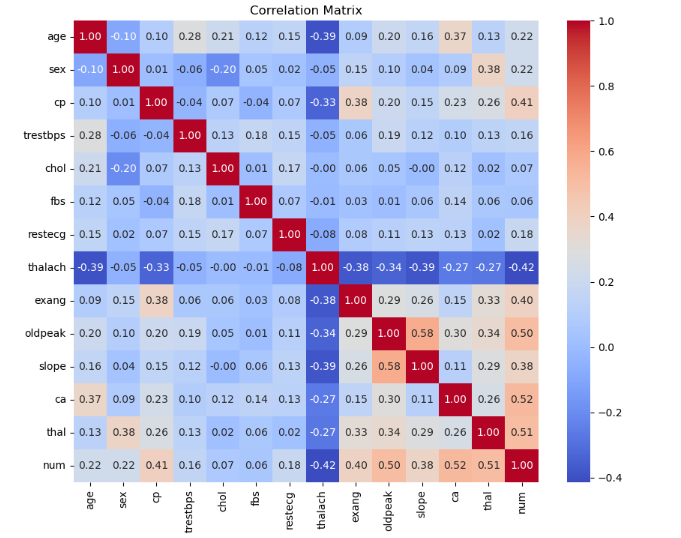 Correlation Matrix
age 1.00 -0.10 0.10 0.28 0.21 0.12 0.15 -0.39 0.09 0.20 0.16 0.37 0.13 0.22
sex -0.10 1.00 0.01 -0.06 -0.20 0.05 0.02 -0.05 0.15 0.10 0.04 0.09 0.38 0.22
cp 0.10 0.01 1.00 -0.04 0.07 -0.04 0.07 -0.33 0.38 0.20 0.15 0.23 0.26 0.41
trestbps 0.28 -0.06 -0.04 1.00 0.13 0.18 0.15 -0.05 0.06 0.19 0.12 0.10 0.13 0.16
chol 0.21 -0.20 0.07 0.13 1.00 0.01 0.17 -0.00 0.06 0.05 -0.00 0.12 0.02 0.07
fbs 0.12 0.05 -0.04 0.18 0.01 1.00 0.07 -0.01 0.03 0.01 0.06 0.14 0.06 0.06
restecg 0.15 0.02 0.07 0.15 0.17 0.07 1.00 -0.08 0.08 0.11 0.13 0.13 0.02 0.18
thalach -0.39 -0.05 -0.33 -0.05 -0.00 -0.01 -0.08 1.00 -0.38 -0.34 -0.39 -0.27 -0.27 -0.42
exang 0.09 0.15 0.38 0.06 0.06 0.03 0.08 -0.38 1.00 0.29 0.26 0.15 0.33 0.40
oldpeak 0.20 0.10 0.20 0.19 0.05 0.01 0.11 -0.34 0.29 1.00 0.58 0.30 0.34 0.50
slope 0.16 0.04 0.15 0.12 -0.00 0.06 0.13 -0.39 0.26 0.58 1.00 0.11 0.29 0.38
ca 0.37 0.09 0.23 0.10 0.12 0.14 0.13 -0.27 0.15 0.30 0.11 1.00 0.26 0.52
thal 0.13 0.38 0.26 0.13 0.02 0.06 0.02 -0.27 0.33 0.34 0.29 0.26 1.00 0.51
num 0.22 0.22 0.41 0.16 0.07 0.06 0.18 -0.42 0.40 0.50 0.38 0.52 0.51 1.00
age sex cp trestbps chol fbs restecg thalach exang oldpeak slope ca thal num
1.0
0.8
0.6
0.4
0.2
0.0
−0.2
−0.4